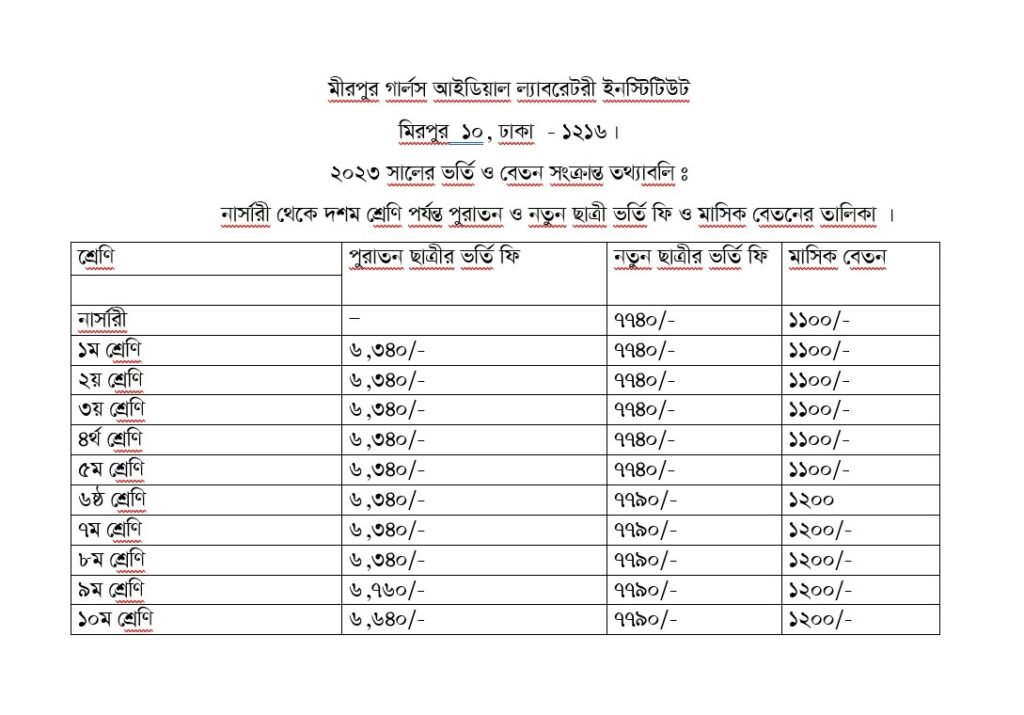 মীরপুর গার্লস আইডিয়াল ল্যাবরেটরী ইনস্টিটিউট
মিরপুর ১০, ঢাকা - ১২১৬।
২০২৩ সালের ভর্তি ও বেতন সংক্রান্ত তথ্যাবলি ঃ
নার্সারী থেকে দশম শ্রেণি পর্যন্ত পুরাতন ও নতুন ছাত্রী ভর্তি ফি ও মাসিক বেতনের তালিকা ।
শ্রেণি পুরাতন ছাত্রীর ভর্তি ফি নতুন ছাত্রীর ভর্তি ফি মাসিক বেতন
নার্সারী – ৭৭৪০/- ১১০০/-
১ম শ্রেণি ৬,৩৪০/- ৭৭৪০/- ১১০০/-
২য় শ্রেণি ৬,৩৪০/- ৭৭৪০/- ১১০০/-
৩য় শ্রেণি ৬,৩৪০/- ৭৭৪০/- ১১০০/-
৪র্থ শ্রেণি ৬,৩৪০/- ৭৭৪০/- ১১০০/-
৫ম শ্রেণি ৬,৩৪০/- ৭৭৪০/- ১১০০/-
৬ষ্ঠ শ্রেণি ৬,৩৪০/- ৭৭৯০/- ১২০০
৭ম শ্রেণি ৬,৩৪০/- ৭৭৯০/- ১২০০/-
৮ম শ্রেণি ৬,৩৪০/- ৭৭৯০/- ১২০০/-
৯ম শ্রেণি ৬,৭৬০/- ৭৭৯০/- ১২০০/-
১০ম শ্রেণি ৬,৬৪০/- ৭৭৯০/- ১২০০/-